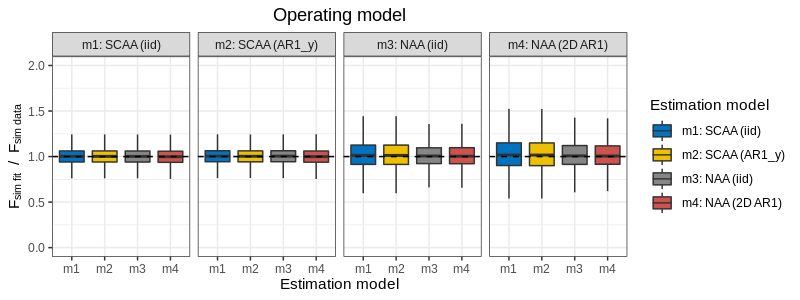 Operating model
m1: SCAA (iid)
m2: SCAA (AR1_y)
m3: NAA (iid)
m4: NAA (2D AR1)
2.0
1.5
1.0
0.5
0.0
Fsim fit / Fsim data
m1 m2 m3 m4
m1 m2 m3 m4
m1 m2 m3 m4
m1 m2 m3 m4
Estimation model
Estimation model
m1: SCAA (iid)
m2: SCAA (AR1_y)
m3: NAA (iid)
m4: NAA (2D AR1)